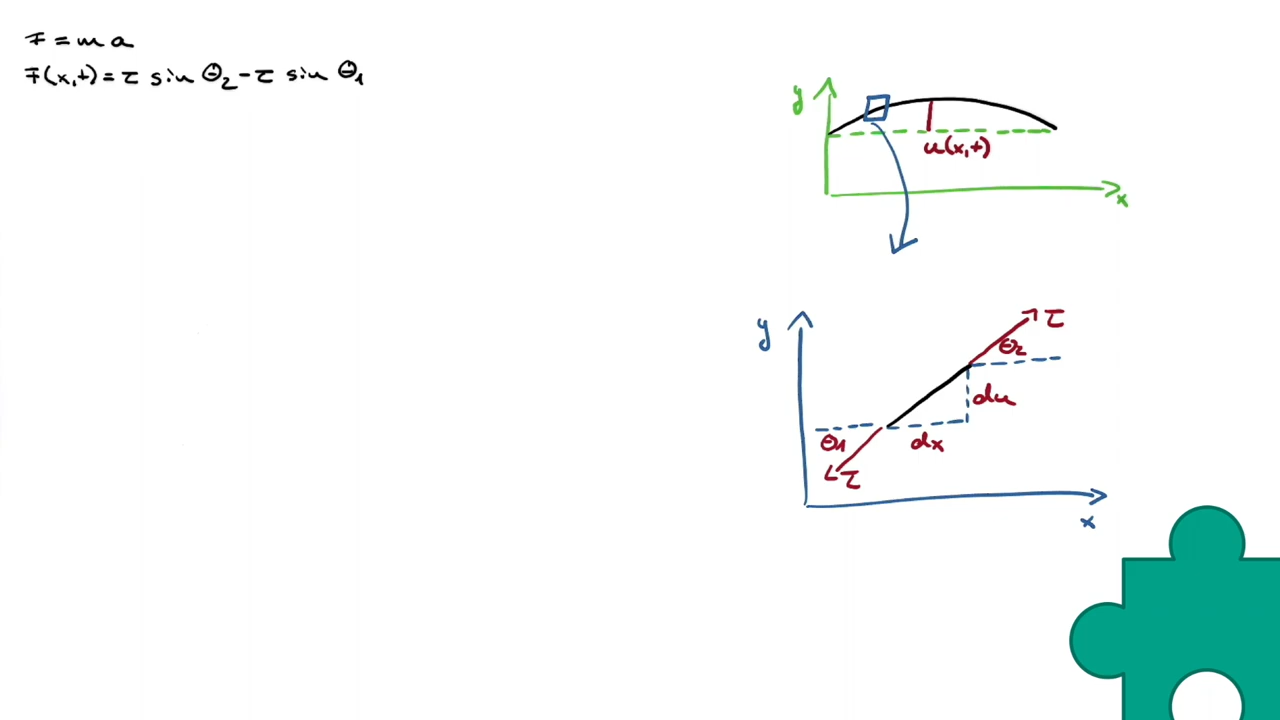 F = m a
F(x,t) = τ sin Θ₂ - τ sin Θ₁
y
u(x,t)
x
y
τ
Θ₂
du
Θ₁
dx
τ
x